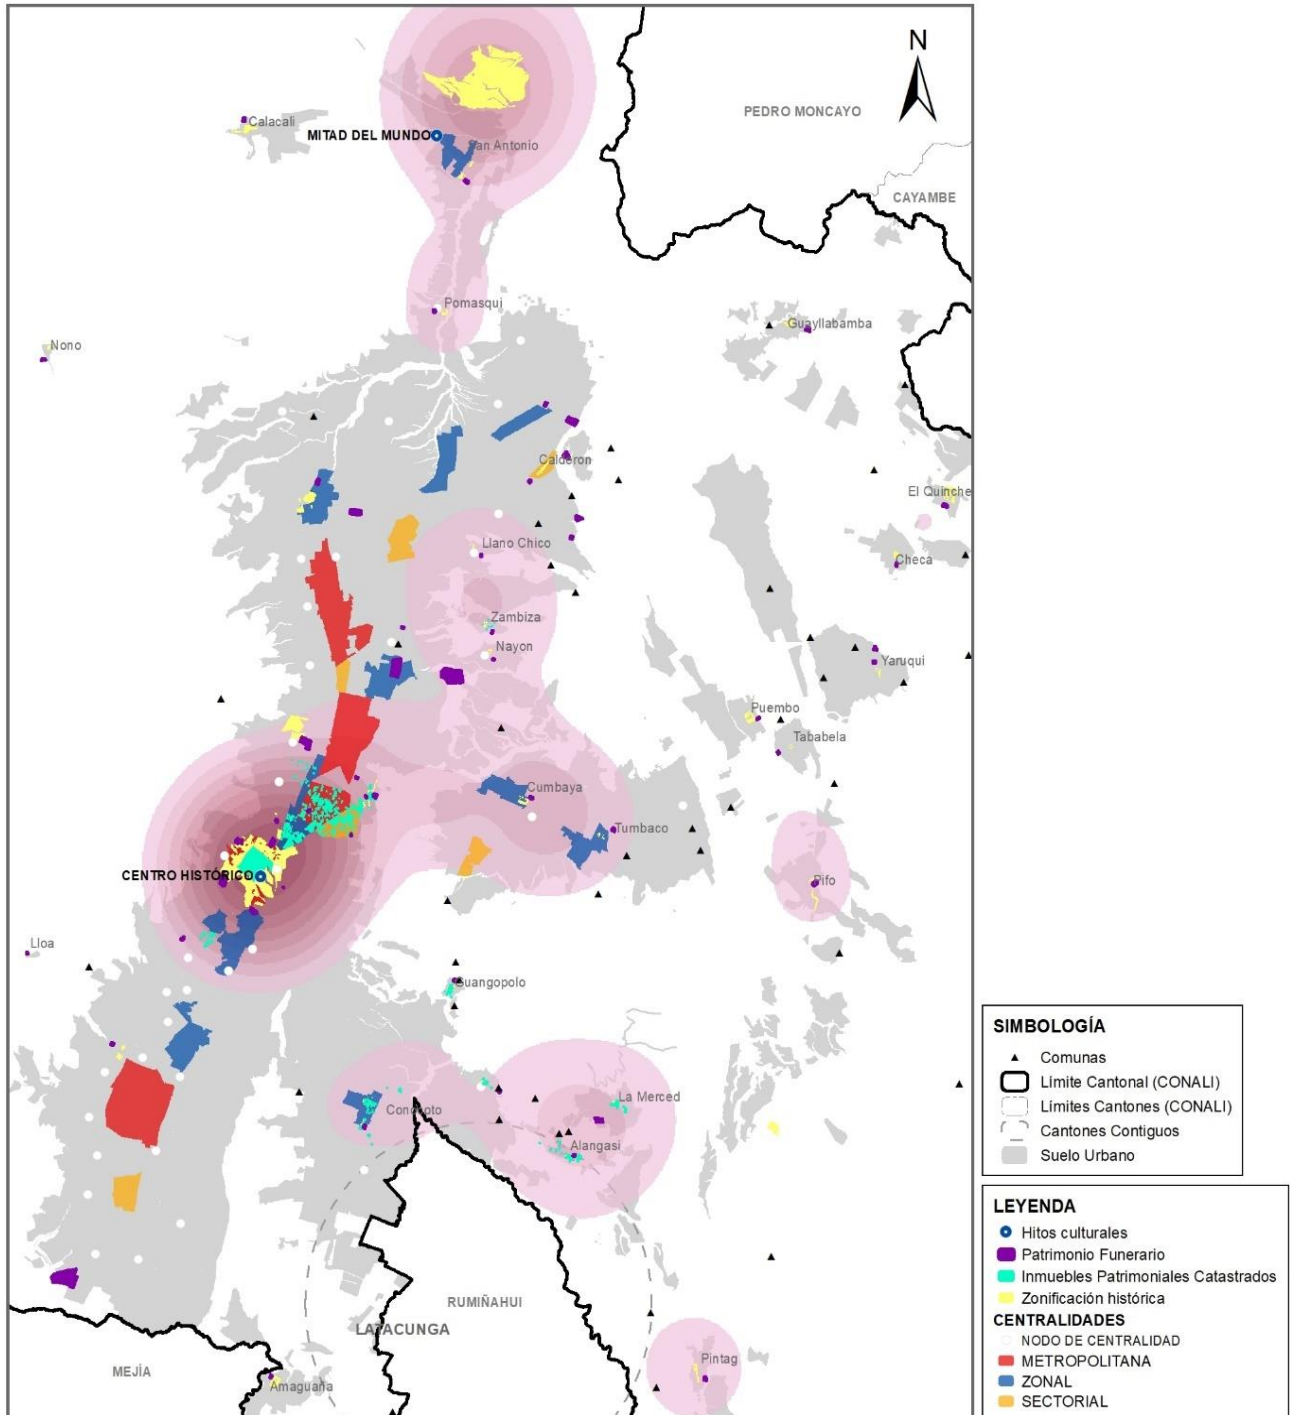 N
PEDRO MONCAYO
Calacali
MITAD DEL MUNDO
San Antonio
CAYAMBE
Pomasqui
Guayllabamba
Nono
Calderon
El Quinche
Llano Chico
Checa
Zambiza
Nayon
Yaruqui
Puembo
Tababela
Cumbaya
Tumbaco
CENTRO HISTÓRICO
Pifo
Lloa
Guangopolo
La Merced
Conocoto
Alangasi
RUMIÑAHUI
LATACUNGA
MEJÍA
Pintag
Amaguaña
SIMBOLOGÍA
Comunas
Límite Cantonal (CONALI)
Límites Cantones (CONALI)
Cantones Contiguos
Suelo Urbano
LEYENDA
Hitos culturales
Patrimonio Funerario
Inmuebles Patrimoniales Catastrados
Zonificación histórica
CENTRALIDADES
NODO DE CENTRALIDAD
METROPOLITANA
ZONAL
SECTORIAL